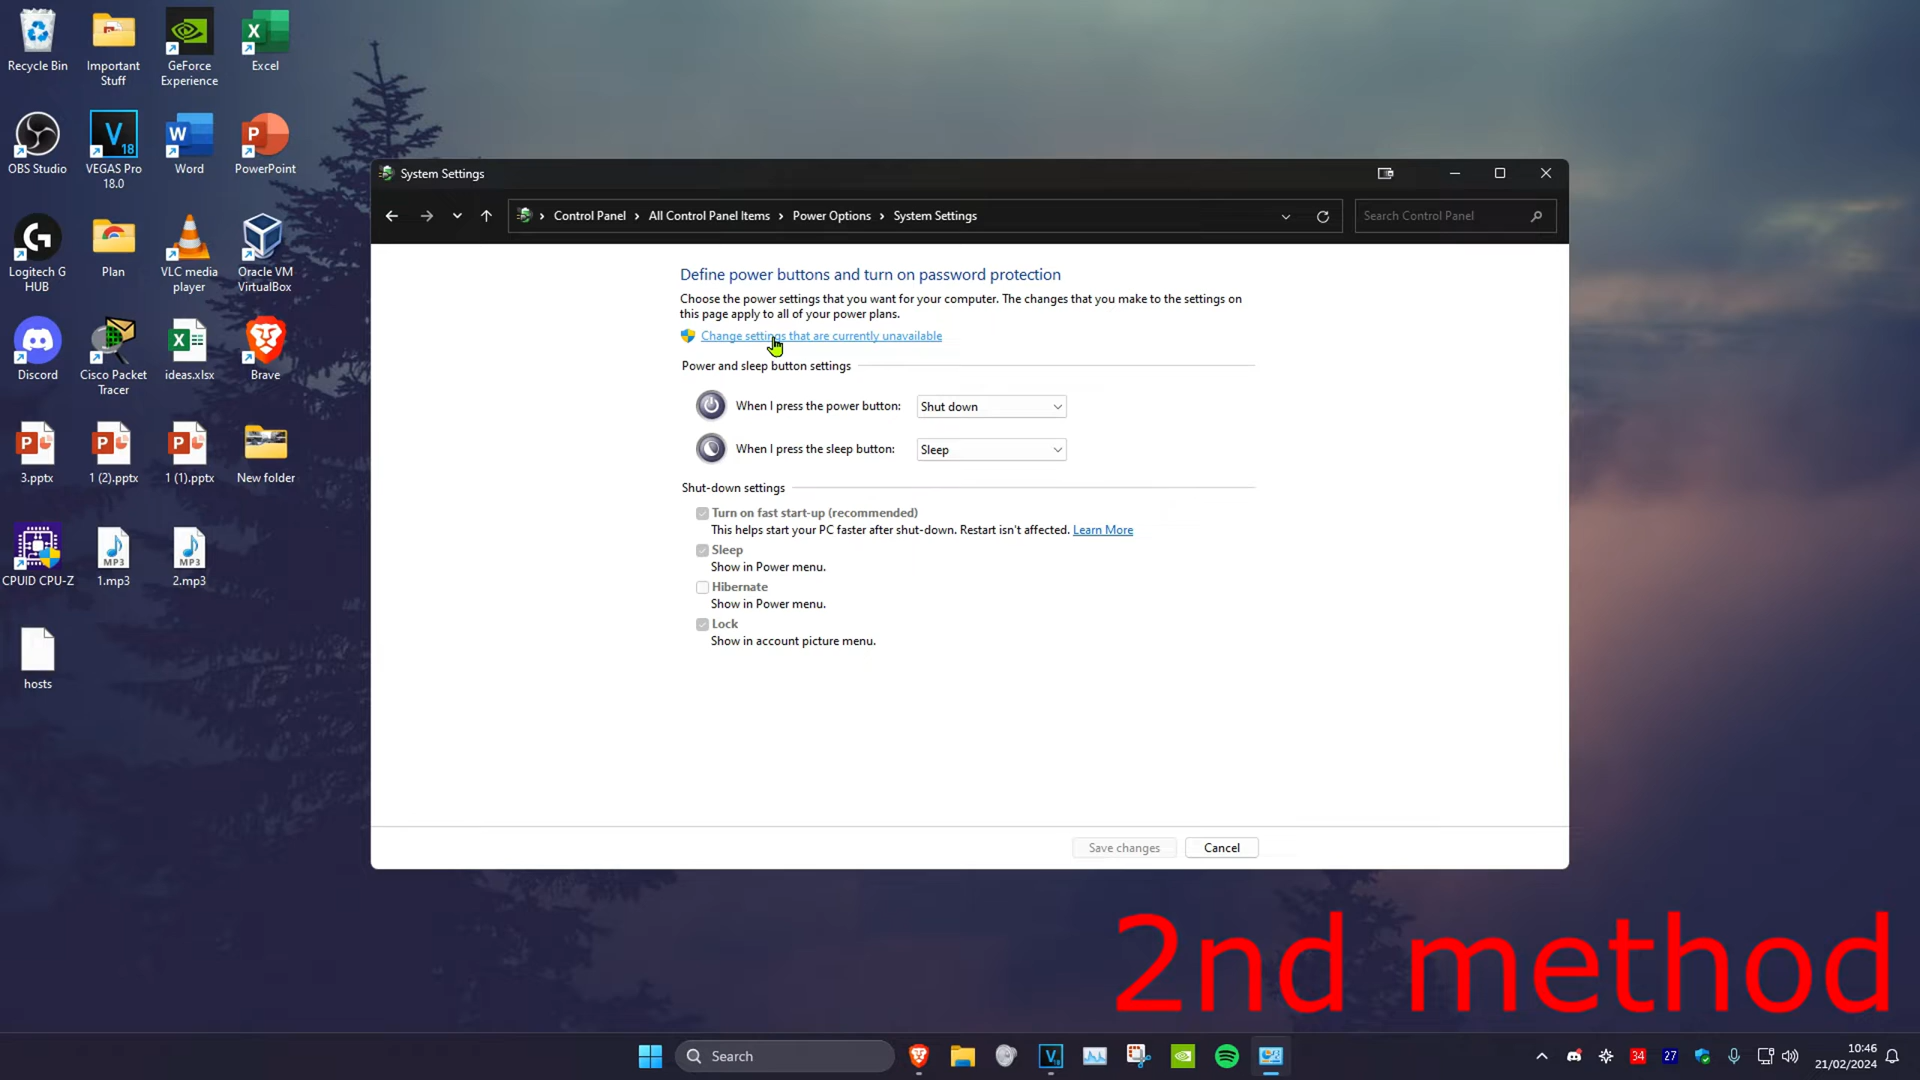 Recycle Bin
Important
Stuff
GeForce
Experience
Excel
OBS Studio
VEGAS Pro
18.0
Word
PowerPoint
Logitech G
HUB
Plan
VLC media
player
Oracle VM
VirtualBox
Discord
Cisco Packet
Tracer
ideas.xlsx
Brave
3.pptx
1 (2).pptx
1 (1).pptx
New folder
CPUID CPU-Z
1.mp3
2.mp3
hosts
System Settings
Control Panel › All Control Panel Items › Power Options › System Settings
Search Control Panel
Define power buttons and turn on password protection
Choose the power settings that you want for your computer. The changes that you make to the settings on
this page apply to all of your power plans.
Change settings that are currently unavailable
Power and sleep button settings
When I press the power button: Shut down
When I press the sleep button: Sleep
Shut-down settings
Turn on fast start-up (recommended)
This helps start your PC faster after shut-down. Restart isn't affected. Learn More
Sleep
Show in Power menu.
Hibernate
Show in Power menu.
Lock
Show in account picture menu.
Save changes
Cancel
2nd method
Search
34
27
10:46
21/02/2024